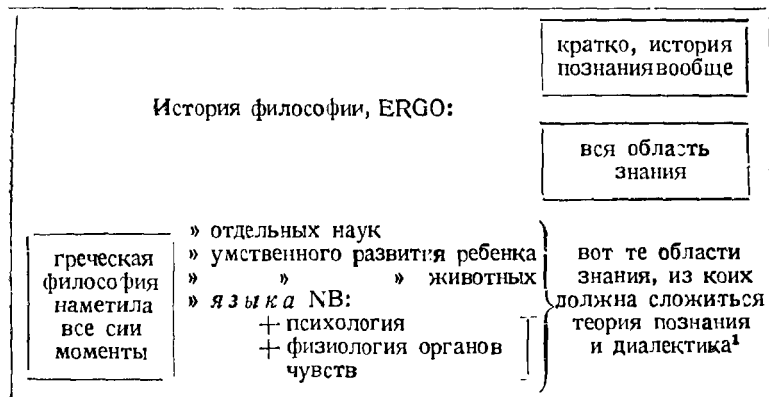 кратко, история
познания вообще
История философии, ERGO:
вся область
знания
греческая
философия
наметила
все сии
моменты
» отдельных наук
» умственного развития ребенка
» » » животных
» языка NB:
+ психология
+ физиология органов
чувств
вот те области
знания, из коих
должна сложиться
теория познания
и диалектика¹